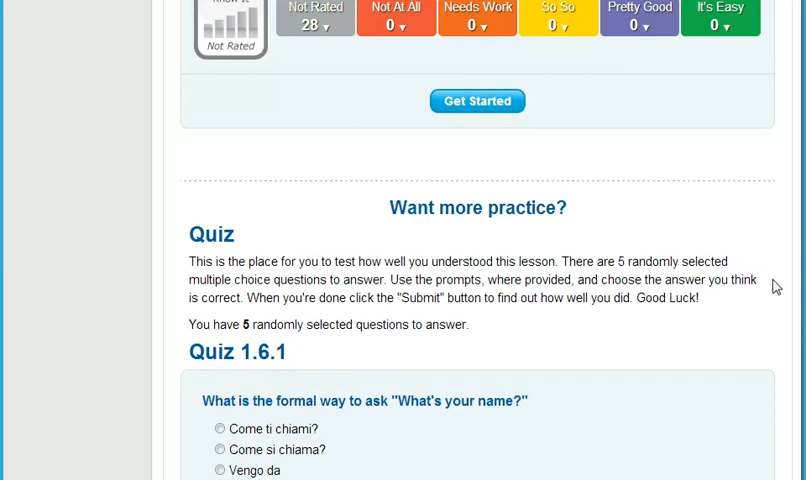 Know It
Not Rated
Not Rated Not At All Needs Work So So Pretty Good It's Easy
28 0 0 0 0 0
Get Started
Want more practice?
Quiz
This is the place for you to test how well you understood this lesson. There are 5 randomly selected
multiple choice questions to answer. Use the prompts, where provided, and choose the answer you think
is correct. When you're done click the "Submit" button to find out how well you did. Good Luck!
You have 5 randomly selected questions to answer.
Quiz 1.6.1
What is the formal way to ask "What's your name?"
Come ti chiami?
Come si chiama?
Vengo da